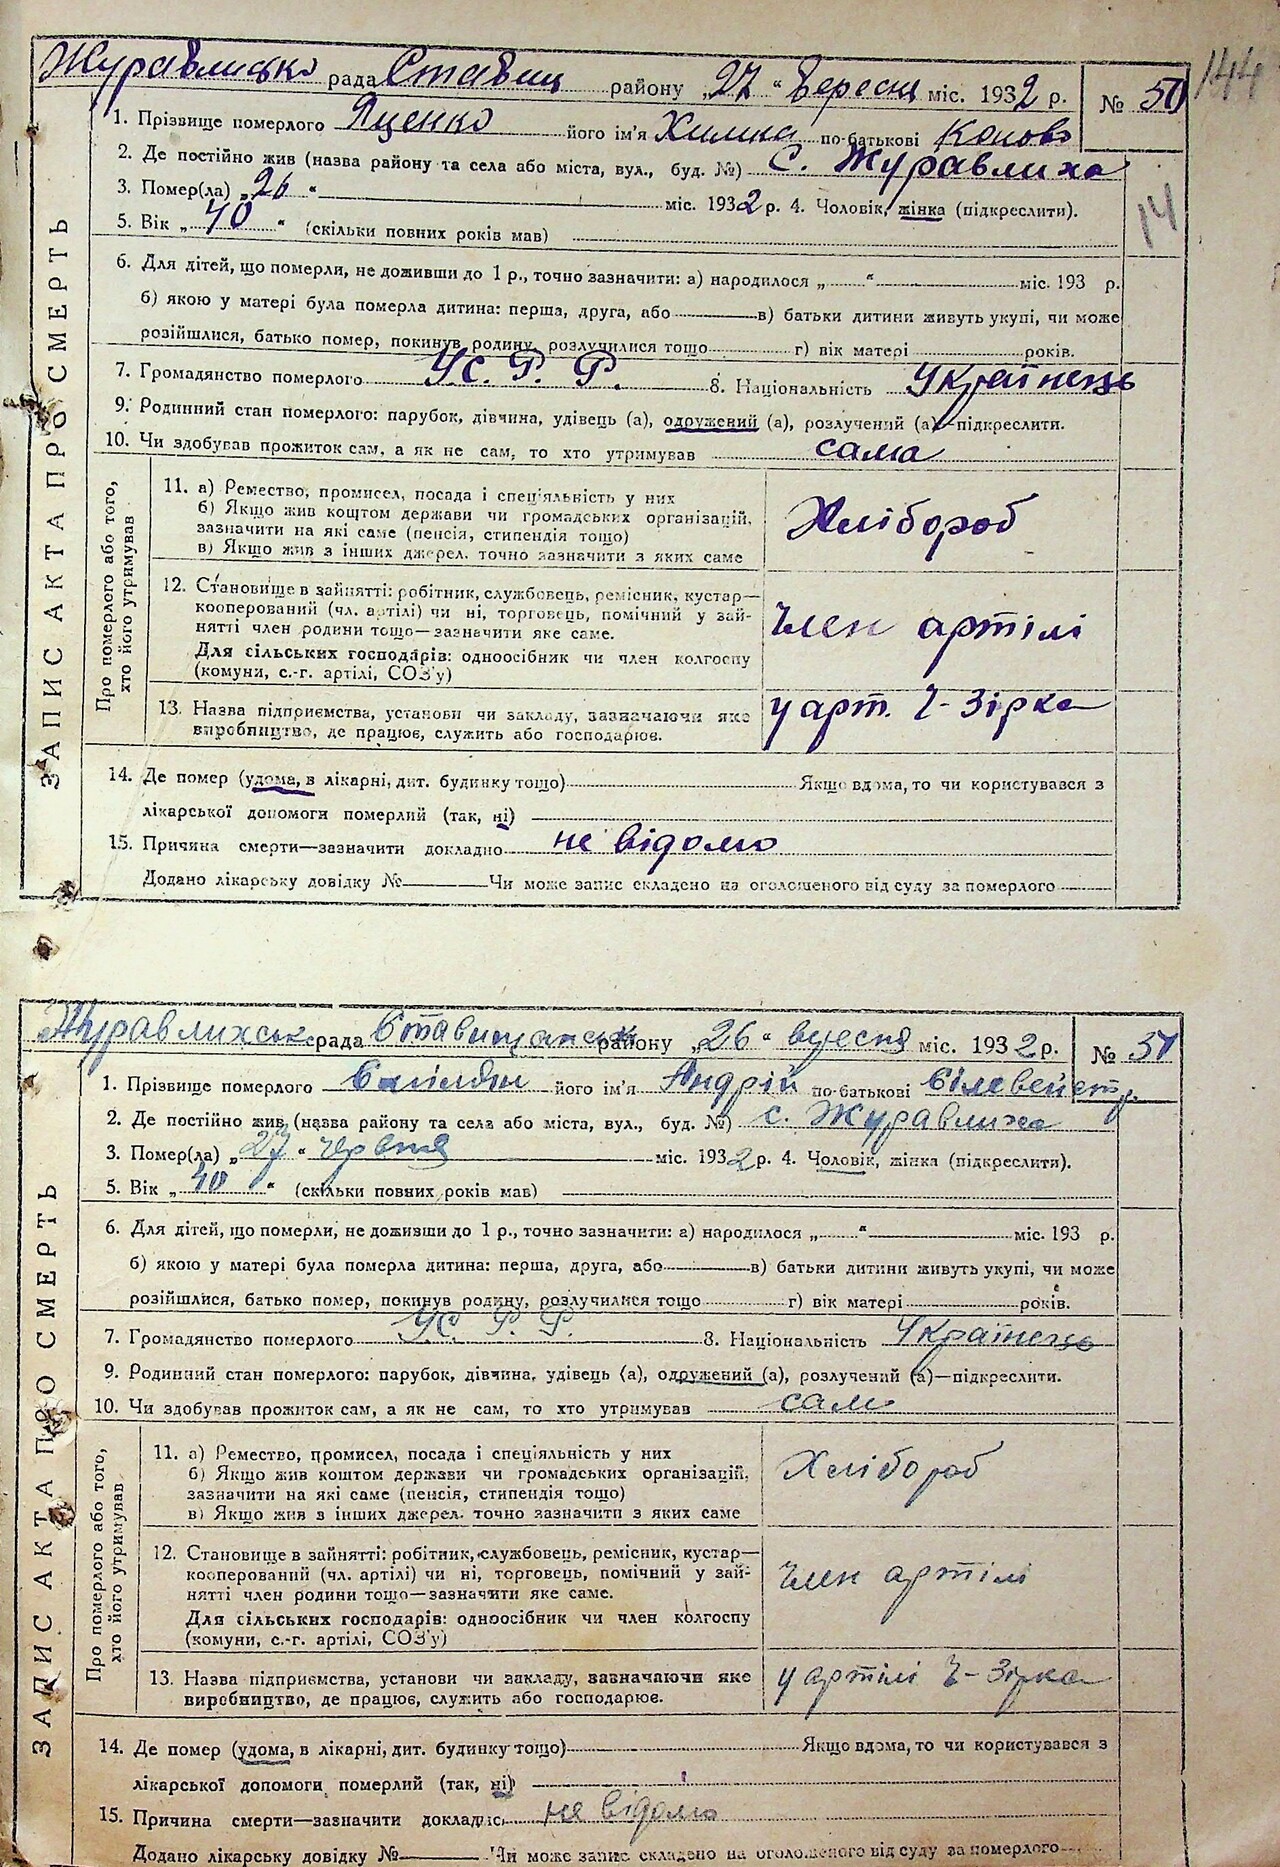 144
Журавлисько рада Ставищ району „27 “ Вересня міс. 1932 р. № 50
1. Прізвище померлого Яценко його ім'я Химка по-батькові
2. Де постійно жив (назва району та села або міста, вул., буд. №) С. Журавлиха
3. Помер(ла) „26 “ міс. 1932 р. 4. Чоловік, жінка (підкреслити).
14
5. Вік „ 40 “ (скільки повних років мав)
6. Для дітей, що померли, не доживши до 1 р., точно зазначити: а) народилося „ “ міс. 193 р.
б) якою у матері була померла дитина: перша, друга, або в) батьки дитини живуть укупі, чи може
розійшлися, батько помер, покинув родину, розлучилися тощо г) вік матері років.
7. Громадянство померлого У.С.Р.Р. 8. Національність Українець
9. Родинний стан померлого: парубок, дівчина, удівець (а), одружений (а), розлучений (а)—підкреслити.
10. Чи здобував прожиток сам, а як не сам, то хто утримував сама
ЗАПИС АКТА ПРО СМЕРТЬ
Про померлого або того,
хто його утримував
11. а) Ремество, промисел, посада і спеціяльність у них
б) Якщо жив коштом держави чи громадських організацій,
зазначити на які саме (пенсія, стипендія тощо)
в) Якщо жив з інших джерел, точно зазначити з яких саме
Хлібороб
12. Становище в зайнятті: робітник, службовець, ремісник, кустар—
кооперований (чл. артілі) чи ні, торговець, помічний у зай-
нятті член родини тощо—зазначити яке саме.
Для сільських господарів: одноосібник чи член колгоспу
(комуни, с.-г. артілі, СОЗ'у)
Член артілі
13. Назва підприємства, установи чи закладу, зазначаючи яке
виробництво, де працює, служить або господарює.
у арт. Ч-Зірка
14. Де помер (удома, в лікарні, дит. будинку тощо) Якщо вдома, то чи користувався з
лікарської допомоги померлий (так, ні)
15. Причина смерти—зазначити докладно не відомо
Додано лікарську довідку № Чи може запис складено на оголошеного від суду за померлого
Журавлихська рада Ставищанськ району „26 “ вересня міс. 1932 р. № 51
1. Прізвище померлого його ім'я Андрій по-батькові Сілевейстр.
2. Де постійно жив (назва району та села або міста, вул., буд. №) с. Журавлиха
3. Помер(ла) „27 “ червня міс. 1932 р. 4. Чоловік, жінка (підкреслити).
5. Вік „ 40 “ (скільки повних років мав)
6. Для дітей, що померли, не доживши до 1 р., точно зазначити: а) народилося „ “ міс. 193 р.
б) якою у матері була померла дитина: перша, друга, або в) батьки дитини живуть укупі, чи може
розійшлися, батько помер, покинув родину, розлучилися тощо г) вік матері років.
7. Громадянство померлого УС. Р. Р. 8. Національність Українець
9. Родинний стан померлого: парубок, дівчина, удівець (а), одружений (а), розлучений (а)—підкреслити.
10. Чи здобував прожиток сам, а як не сам, то хто утримував сам
ЗАПИС АКТА ПРО СМЕРТЬ
Про померлого або того,
хто його утримував
11. а) Ремество, промисел, посада і спеціяльність у них
б) Якщо жив коштом держави чи громадських організацій,
зазначити на які саме (пенсія, стипендія тощо)
в) Якщо жив з інших джерел, точно зазначити з яких саме
Хлібороб
12. Становище в зайнятті: робітник, службовець, ремісник, кустар—
кооперований (чл. артілі) чи ні, торговець, помічний у зай-
нятті член родини тощо—зазначити яке саме.
Для сільських господарів: одноосібник чи член колгоспу
(комуни, с.-г. артілі, СОЗ'у)
Член артілі
13. Назва підприємства, установи чи закладу, зазначаючи яке
виробництво, де працює, служить або господарює.
у артілі Ч-Зірка
14. Де помер (удома, в лікарні, дит. будинку тощо) Якщо вдома, то чи користувався з
лікарської допомоги померлий (так, ні)
15. Причина смерти—зазначити докладно не відомо
Додано лікарську довідку № Чи може запис складено на оголошеного від суду за померлого